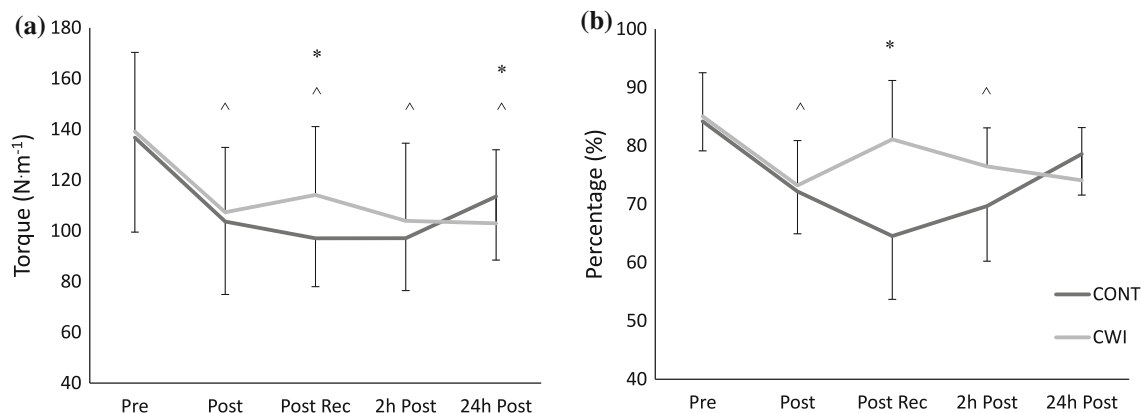 (a)
180
160
140
120
100
80
60
40
Torque (N·m⁻¹)
* *
^ ^ ^ ^
Pre Post Post Rec 2h Post 24h Post
(b)
100
90
80
70
60
50
40
Percentage (%)
*
^ ^
CONT
CWI
Pre Post Post Rec 2h Post 24h Post